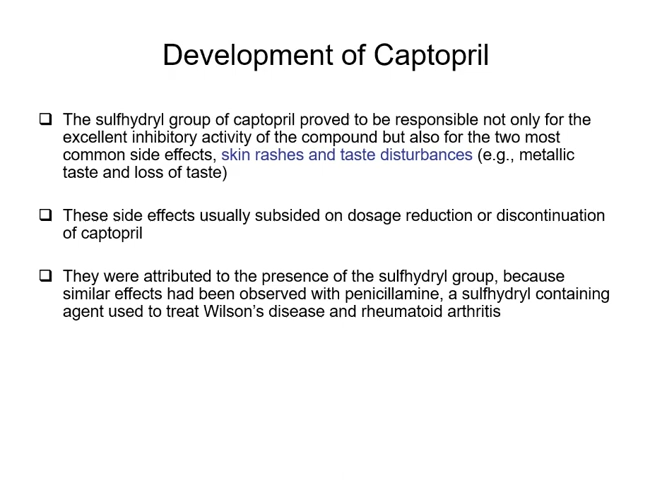 Development of Captopril
❑ The sulfhydryl group of captopril proved to be responsible not only for the
excellent inhibitory activity of the compound but also for the two most
common side effects, skin rashes and taste disturbances (e.g., metallic
taste and loss of taste)
❑ These side effects usually subsided on dosage reduction or discontinuation
of captopril
❑ They were attributed to the presence of the sulfhydryl group, because
similar effects had been observed with penicillamine, a sulfhydryl containing
agent used to treat Wilson’s disease and rheumatoid arthritis